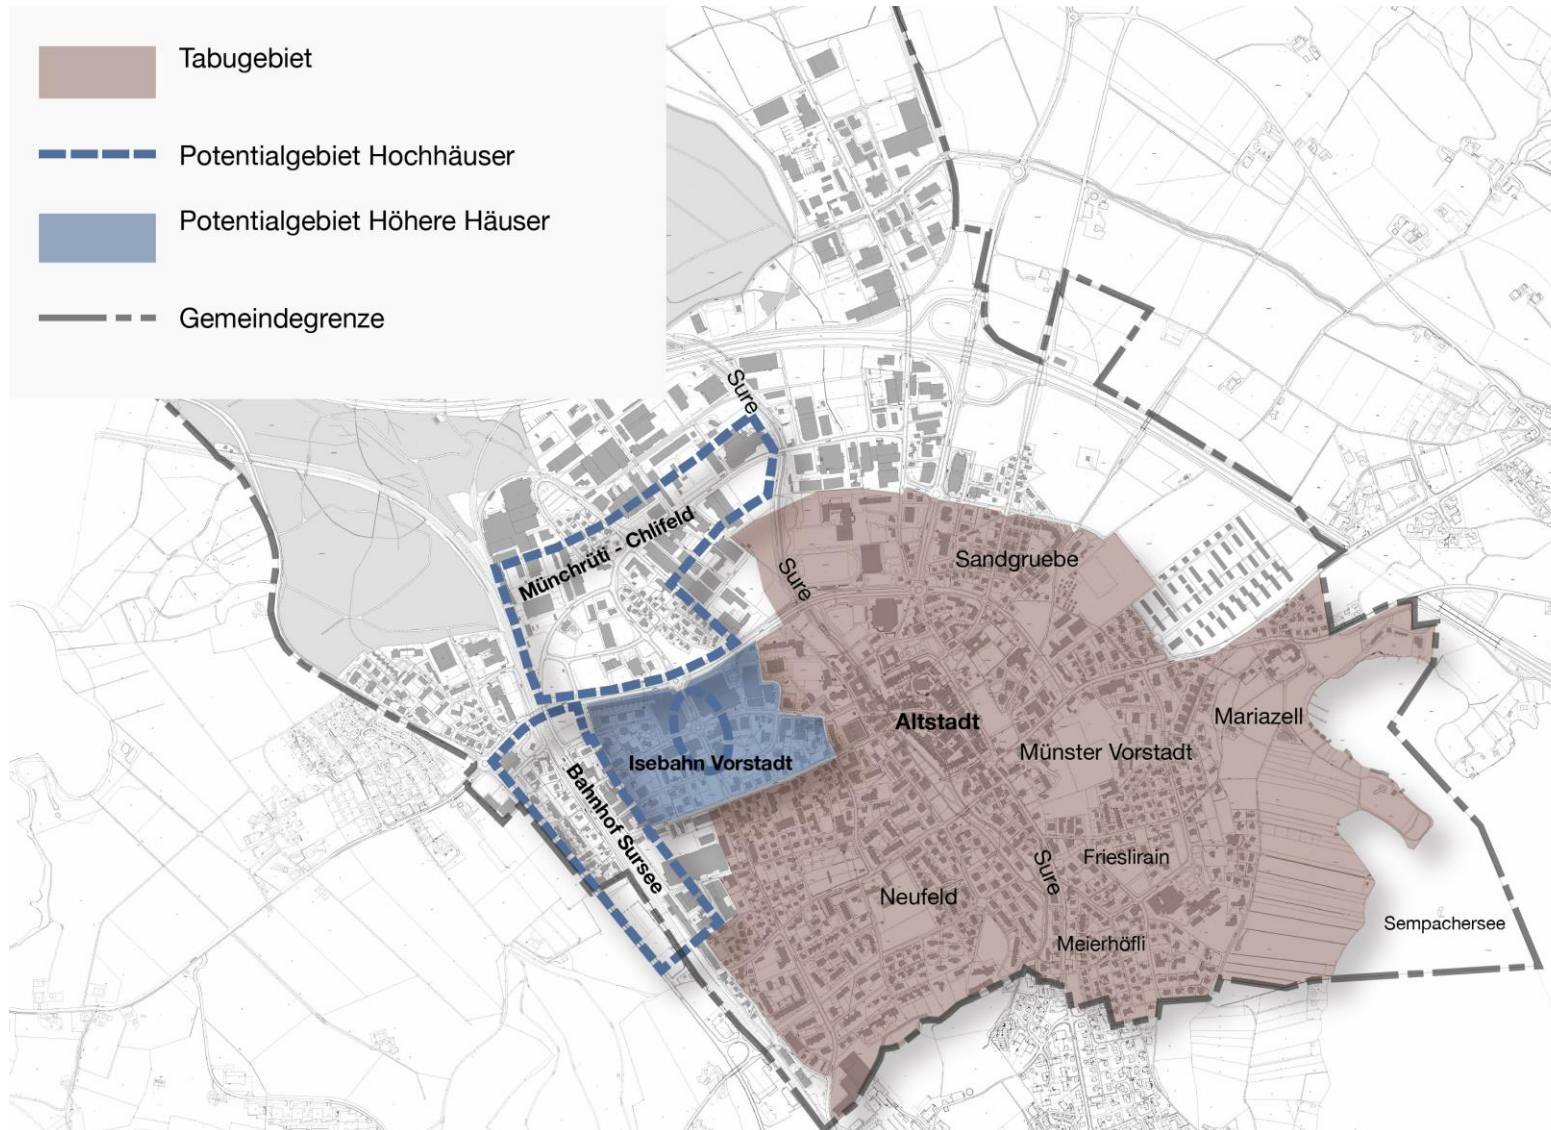 Tabugebiet
Potentialgebiet Hochhäuser
Potentialgebiet Höhere Häuser
Gemeindegrenze
Sure
Münchrüti - Chlifeld
Sure
Sandgruebe
Altstadt
Mariazell
Münster Vorstadt
Isebahn Vorstadt
Bahnhof Sursee
Sure
Frieslirain
Neufeld
Meierhöfli
Sempachersee